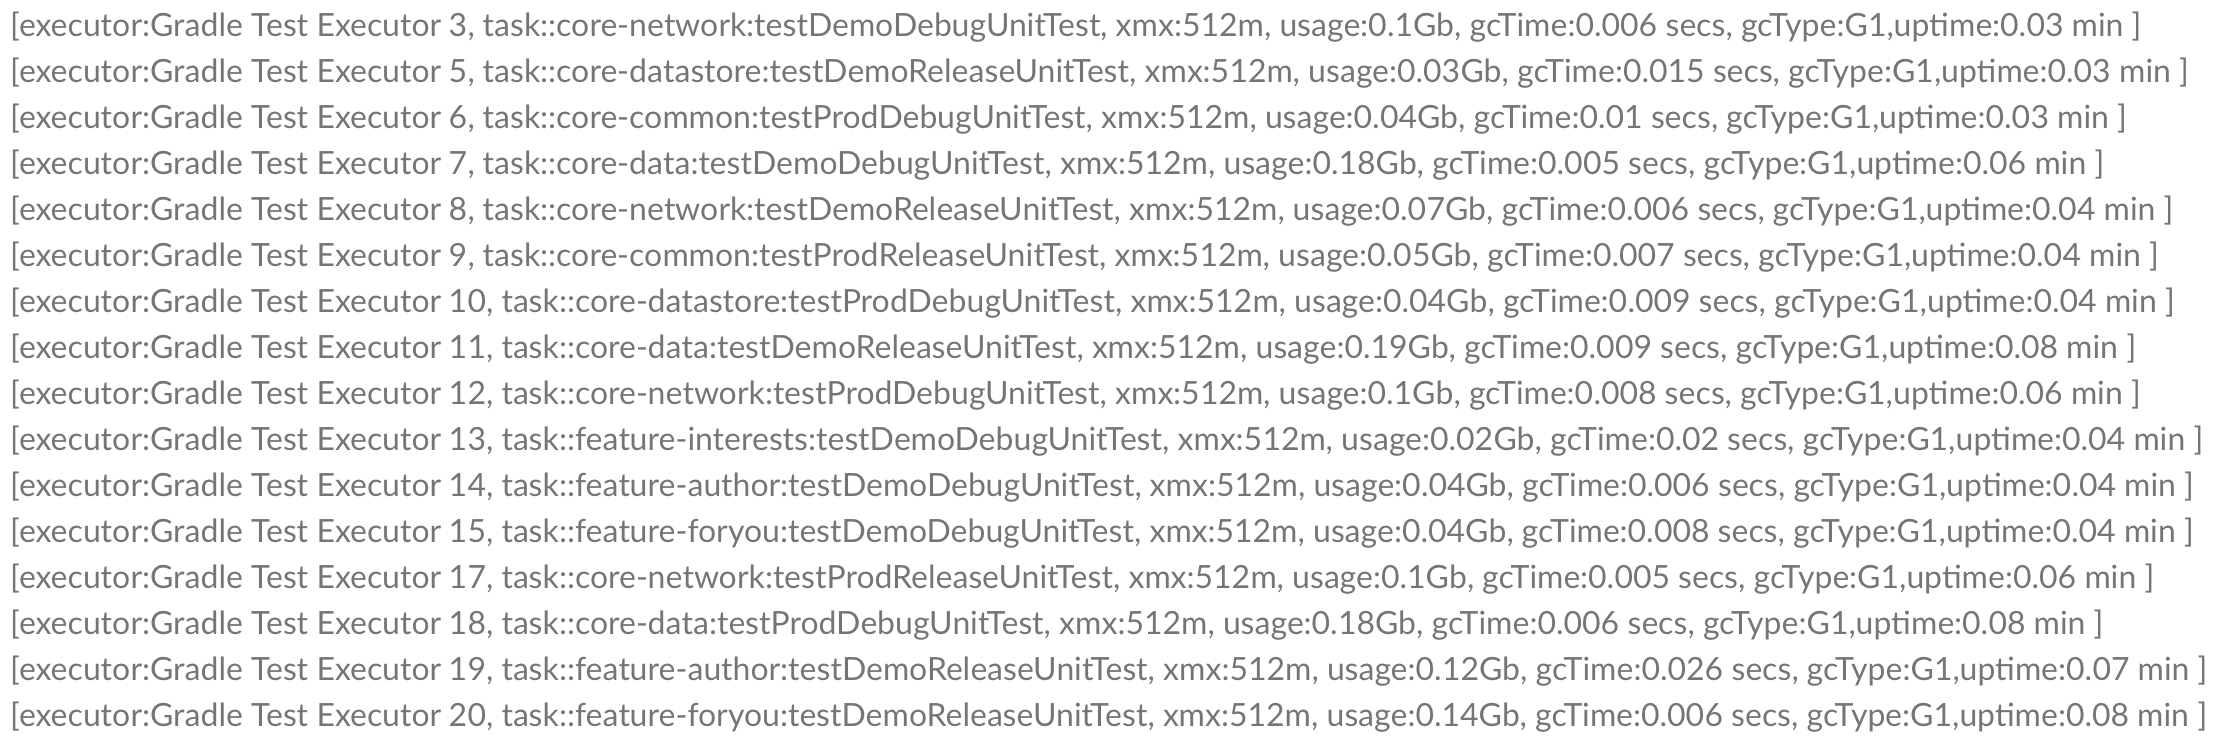 [executor:Gradle Test Executor 3, task::core-network:testDemoDebugUnitTest, xmx:512m, usage:0.1Gb, gcTime:0.006 secs, gcType:G1,uptime:0.03 min ]
[executor:Gradle Test Executor 5, task::core-datastore:testDemoReleaseUnitTest, xmx:512m, usage:0.03Gb, gcTime:0.015 secs, gcType:G1,uptime:0.03 min ]
[executor:Gradle Test Executor 6, task::core-common:testProdDebugUnitTest, xmx:512m, usage:0.04Gb, gcTime:0.01 secs, gcType:G1,uptime:0.03 min ]
[executor:Gradle Test Executor 7, task::core-data:testDemoDebugUnitTest, xmx:512m, usage:0.18Gb, gcTime:0.005 secs, gcType:G1,uptime:0.06 min ]
[executor:Gradle Test Executor 8, task::core-network:testDemoReleaseUnitTest, xmx:512m, usage:0.07Gb, gcTime:0.006 secs, gcType:G1,uptime:0.04 min ]
[executor:Gradle Test Executor 9, task::core-common:testProdReleaseUnitTest, xmx:512m, usage:0.05Gb, gcTime:0.007 secs, gcType:G1,uptime:0.04 min ]
[executor:Gradle Test Executor 10, task::core-datastore:testProdDebugUnitTest, xmx:512m, usage:0.04Gb, gcTime:0.009 secs, gcType:G1,uptime:0.04 min ]
[executor:Gradle Test Executor 11, task::core-data:testDemoReleaseUnitTest, xmx:512m, usage:0.19Gb, gcTime:0.009 secs, gcType:G1,uptime:0.08 min ]
[executor:Gradle Test Executor 12, task::core-network:testProdDebugUnitTest, xmx:512m, usage:0.1Gb, gcTime:0.008 secs, gcType:G1,uptime:0.06 min ]
[executor:Gradle Test Executor 13, task::feature-interests:testDemoDebugUnitTest, xmx:512m, usage:0.02Gb, gcTime:0.02 secs, gcType:G1,uptime:0.04 min ]
[executor:Gradle Test Executor 14, task::feature-author:testDemoDebugUnitTest, xmx:512m, usage:0.04Gb, gcTime:0.006 secs, gcType:G1,uptime:0.04 min ]
[executor:Gradle Test Executor 15, task::feature-foryou:testDemoDebugUnitTest, xmx:512m, usage:0.04Gb, gcTime:0.008 secs, gcType:G1,uptime:0.04 min ]
[executor:Gradle Test Executor 17, task::core-network:testProdReleaseUnitTest, xmx:512m, usage:0.1Gb, gcTime:0.005 secs, gcType:G1,uptime:0.06 min ]
[executor:Gradle Test Executor 18, task::core-data:testProdDebugUnitTest, xmx:512m, usage:0.18Gb, gcTime:0.006 secs, gcType:G1,uptime:0.08 min ]
[executor:Gradle Test Executor 19, task::feature-author:testDemoReleaseUnitTest, xmx:512m, usage:0.12Gb, gcTime:0.026 secs, gcType:G1,uptime:0.07 min ]
[executor:Gradle Test Executor 20, task::feature-foryou:testDemoReleaseUnitTest, xmx:512m, usage:0.14Gb, gcTime:0.006 secs, gcType:G1,uptime:0.08 min ]